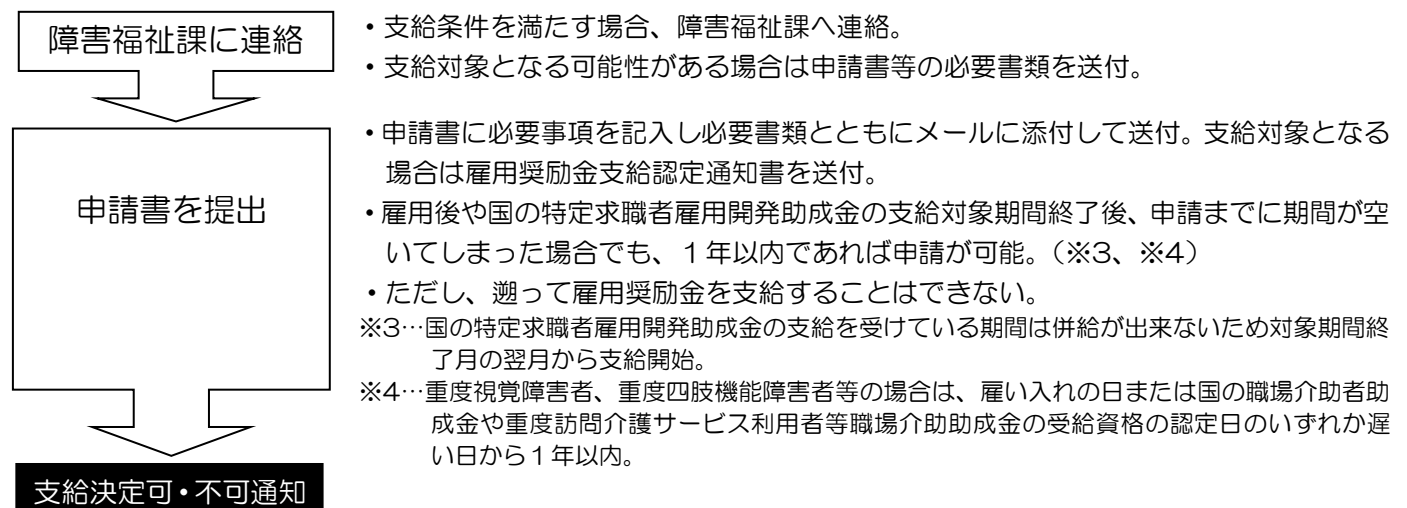 障害福祉課に連絡
・支給条件を満たす場合、障害福祉課へ連絡。
・支給対象となる可能性がある場合は申請書等の必要書類を送付。
申請書を提出
・申請書に必要事項を記入し必要書類とともにメールに添付して送付。支給対象となる
場合は雇用奨励金支給認定通知書を送付。
・雇用後や国の特定求職者雇用開発助成金の支給対象期間終了後、申請までに期間が空
いてしまった場合でも、１年以内であれば申請が可能。（※3、※4）
・ただし、遡って雇用奨励金を支給することはできない。
※3…国の特定求職者雇用開発助成金の支給を受けている期間は併給が出来ないため対象期間終
了月の翌月から支給開始。
※4…重度視覚障害者、重度四肢機能障害者等の場合は、雇い入れの日または国の職場介助者助
成金や重度訪問介護サービス利用者等職場介助助成金の受給資格の認定日のいずれか遅
い日から１年以内。
支給決定可・不可通知